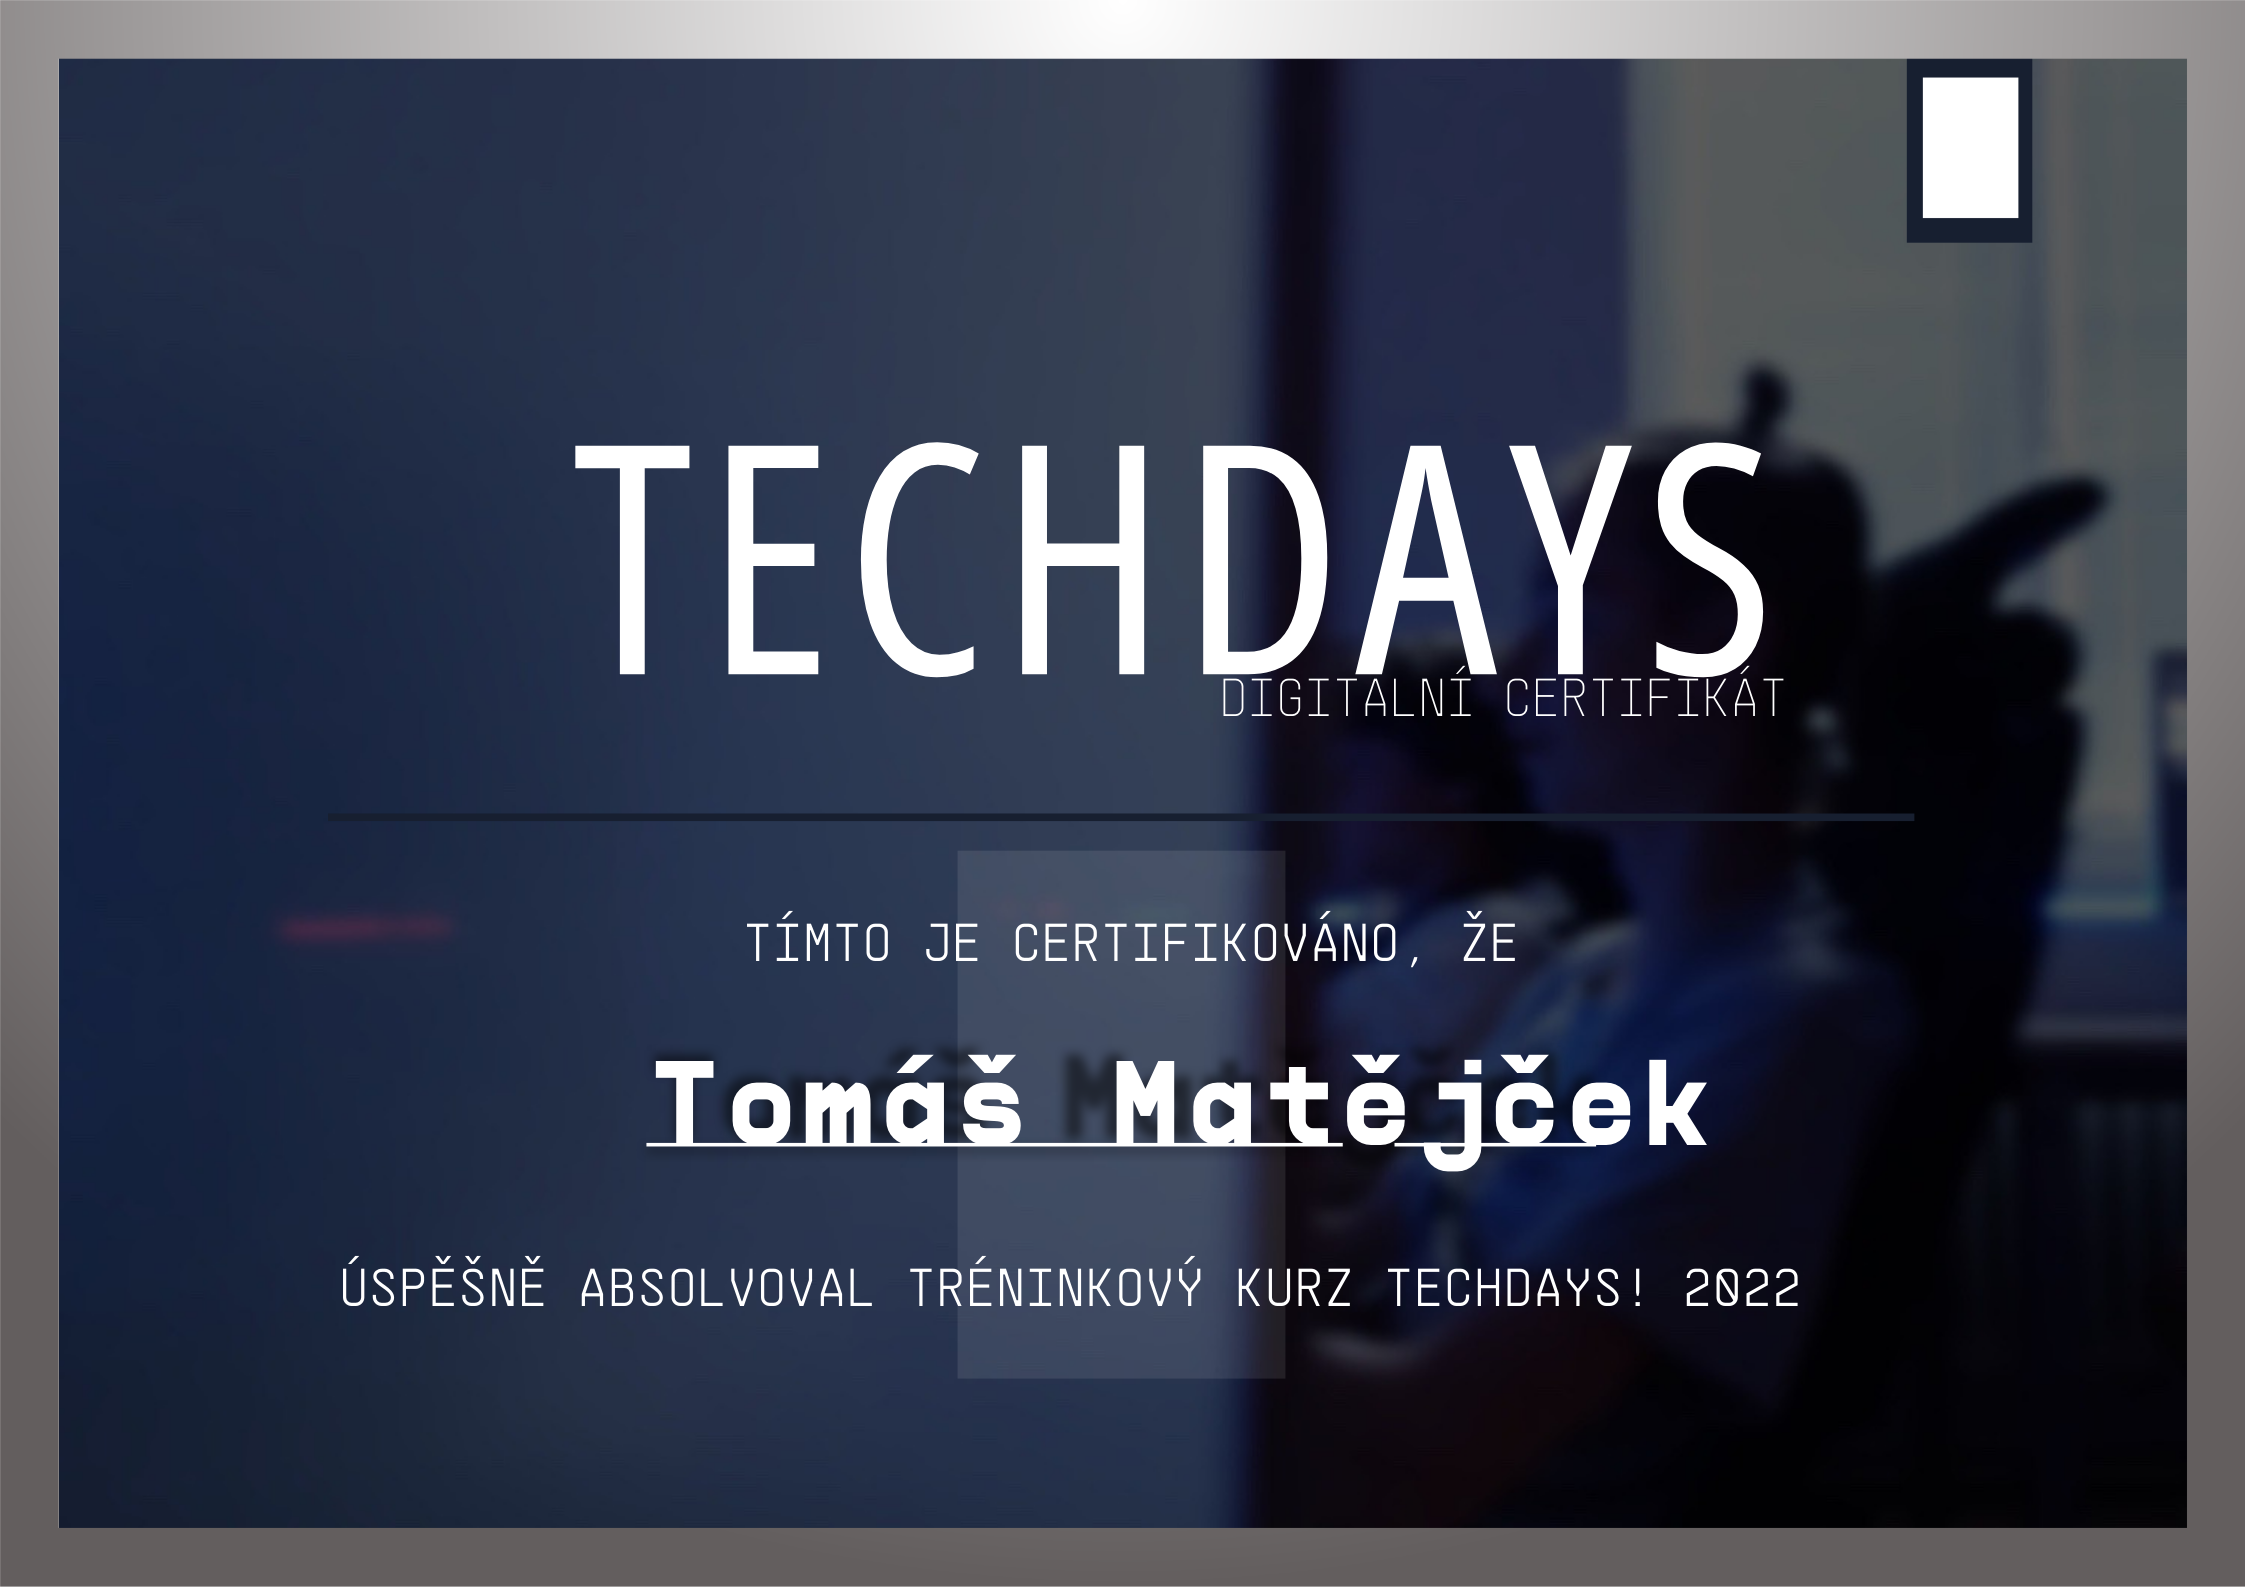 TECHDAYS
DIGITALNÍ CERTIFIKÁT
TÍMTO JE CERTIFIKOVÁNO, ŽE
Tomáš Matějček
ÚSPĚŠNĚ ABSOLVOVAL TRÉNINKOVÝ KURZ TECHDAYS! 2022